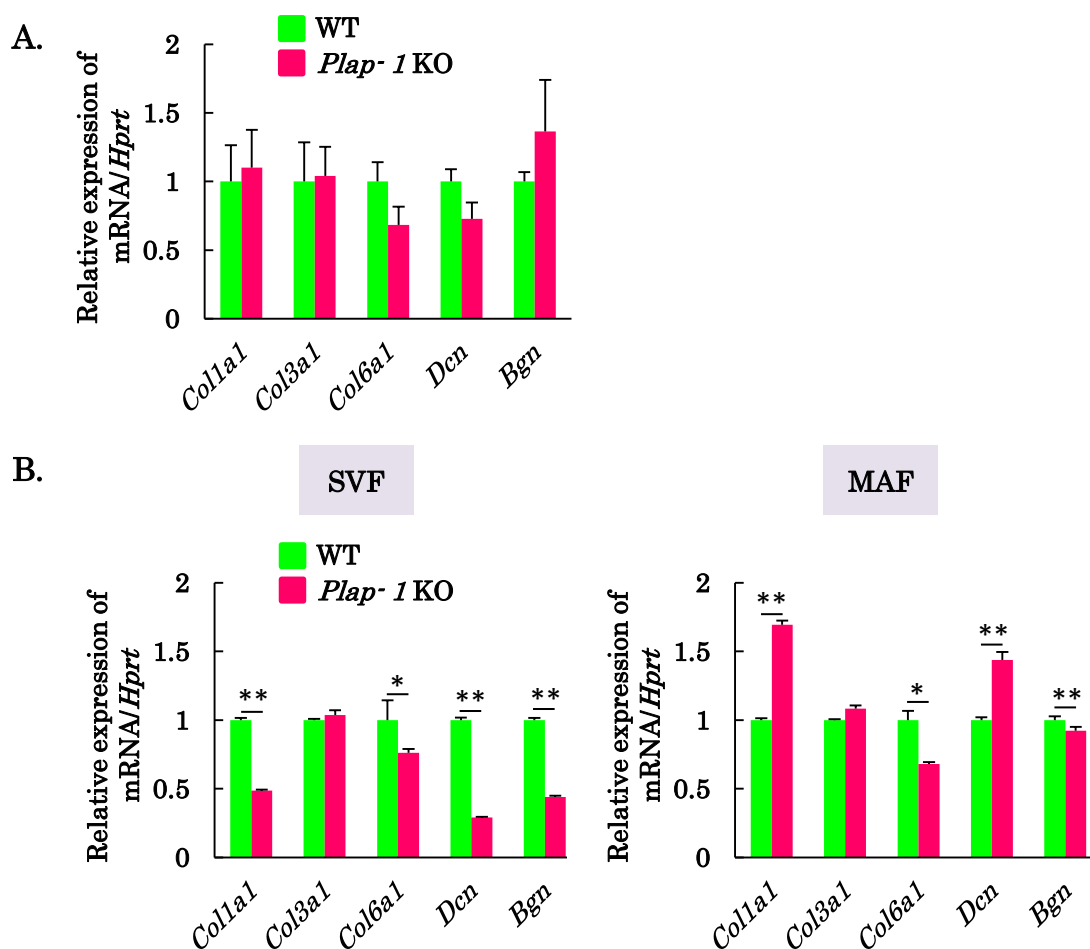 A.
WT
Plap- 1 KO
Relative expression of
mRNA/Hprt
2
1.5
1
0.5
0
Col1a1
Col3a1
Col6a1
Dcn
Bgn
B.
SVF
MAF
WT
Plap- 1 KO
Relative expression of
mRNA/Hprt
2
1.5
1
0.5
0
**
*
**
**
Col1a1
Col3a1
Col6a1
Dcn
Bgn
Relative expression of
mRNA/Hprt
2
1.5
1
0.5
0
**
*
**
**
Col1a1
Col3a1
Col6a1
Dcn
Bgn